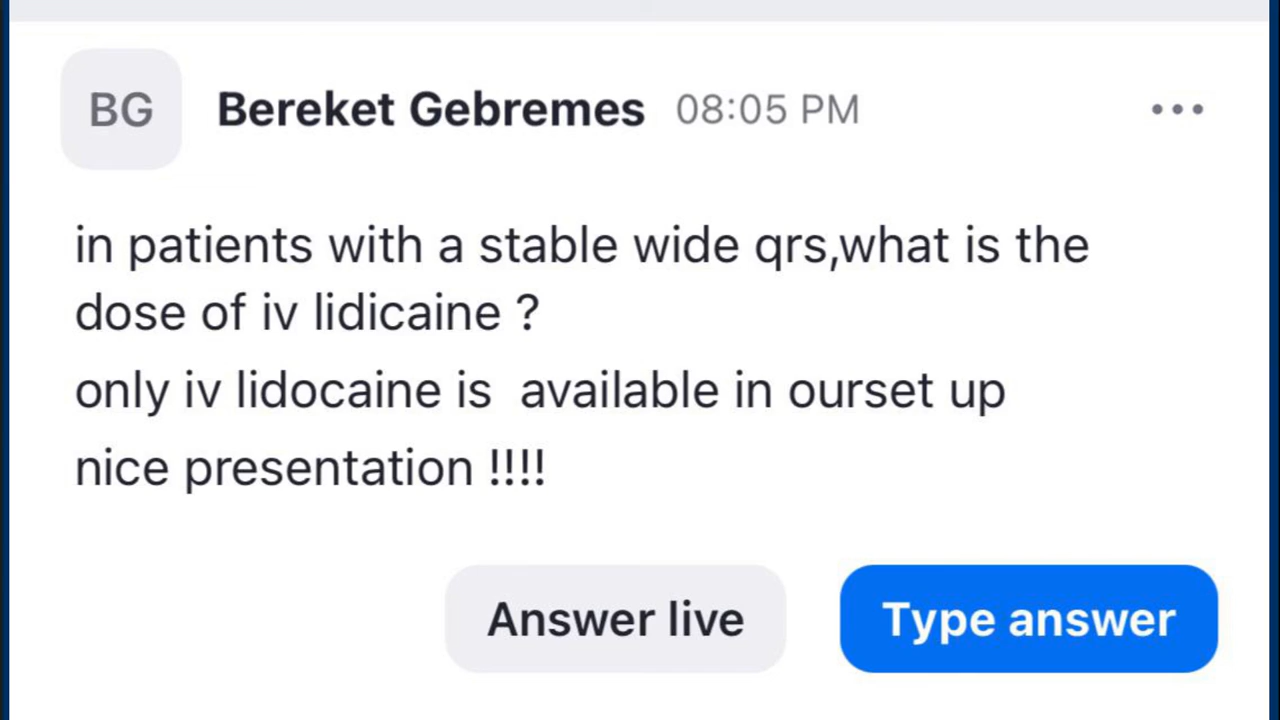 BG
Bereket Gebremes 08:05 PM
in patients with a stable wide qrs,what is the
dose of iv lidicaine ?
only iv lidocaine is  available in ourset up
nice presentation !!!!
Answer live
Type answer